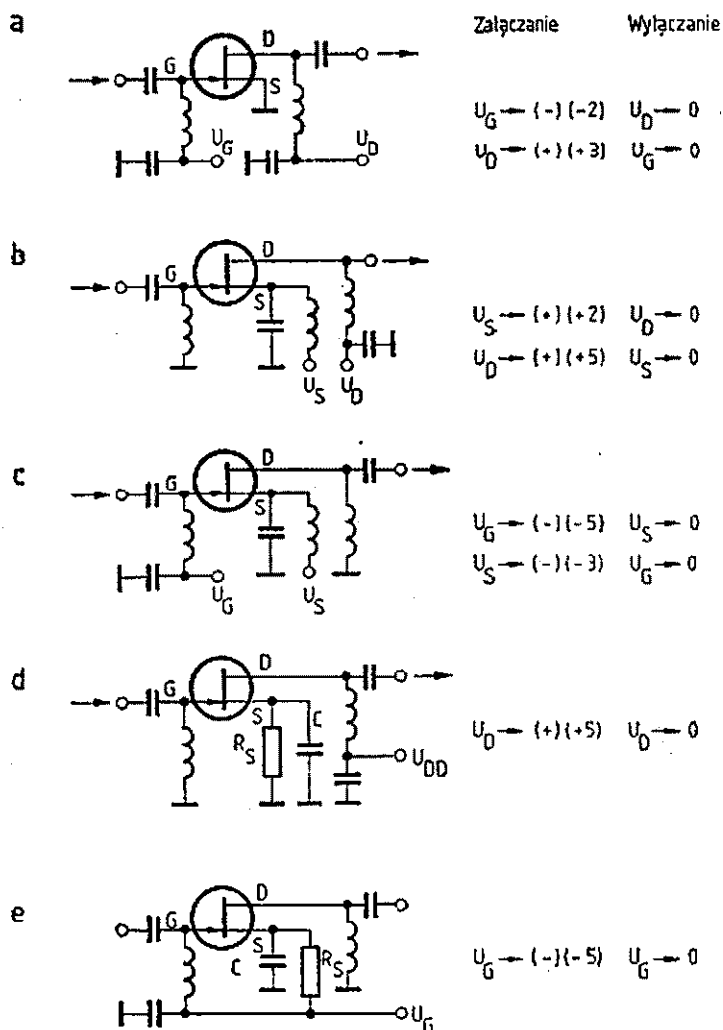 a
Załączanie Wyłączanie
D
G
S
U_G
U_D
U_G → (-)(-2) U_D → 0
U_D → (+)(+3) U_G → 0
b
D
G
S
U_S
U_D
U_S → (+)(+2) U_D → 0
U_D → (+)(+5) U_S → 0
c
D
G
S
U_G
U_S
U_G → (-)(-5) U_S → 0
U_S → (-)(-3) U_G → 0
d
D
G
S
C
R_S
U_DD
U_D → (+)(+5) U_D → 0
e
D
G
S
C
R_S
U_G
U_G → (-)(-5) U_G → 0